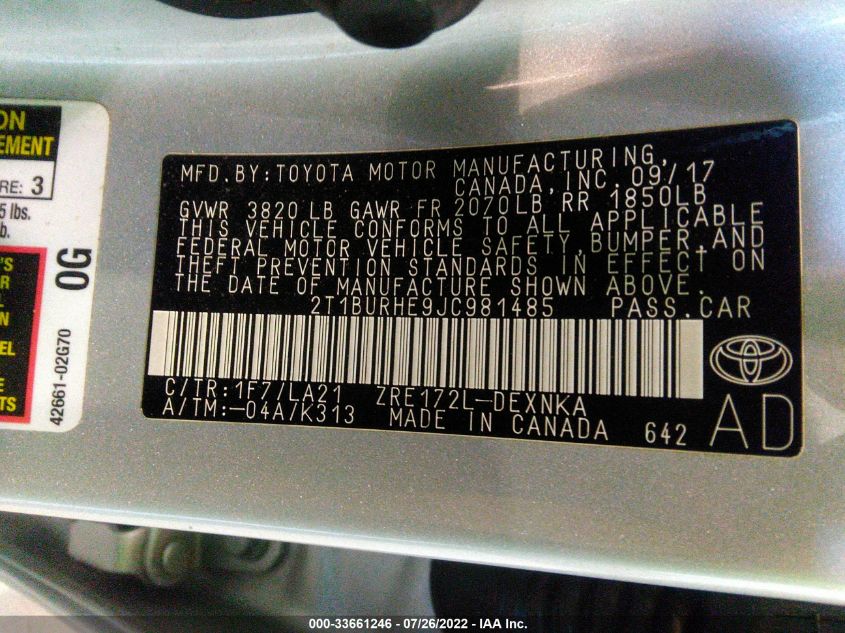 ON
EMENT
RE: 3
5 lbs.
b.
'S
R
L
N
EL
E
TS
0G
42661-02G70
MFD.BY:TOYOTA MOTOR MANUFACTURING,
CANADA,INC. 09/17
GVWR 3820 LB GAWR FR 2070LB RR 1850LB
THIS VEHICLE CONFORMS TO ALL APPLICABLE
FEDERAL MOTOR VEHICLE SAFETY, BUMPER,AND
THEFT PREVENTION STANDARDS IN EFFECT ON
THE DATE OF MANUFACTURE SHOWN ABOVE.
2T1BURHE9JC981485 PASS.CAR
C/TR:1F7/LA21 ZRE172L-DEXNKA
A/TM:-04A/K313 MADE IN CANADA 642
AD
000-33661246 - 07/26/2022 - IAA Inc.